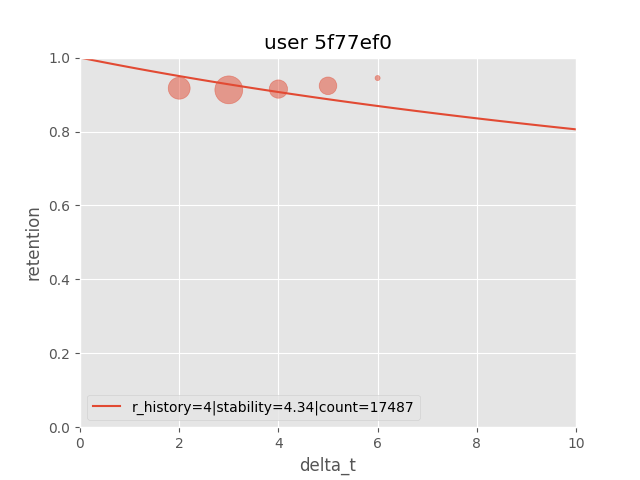 user 5f77ef0
1.0
0.8
0.6
0.4
0.2
0.0
retention
r_history=4|stability=4.34|count=17487
0 2 4 6 8 10
delta_t